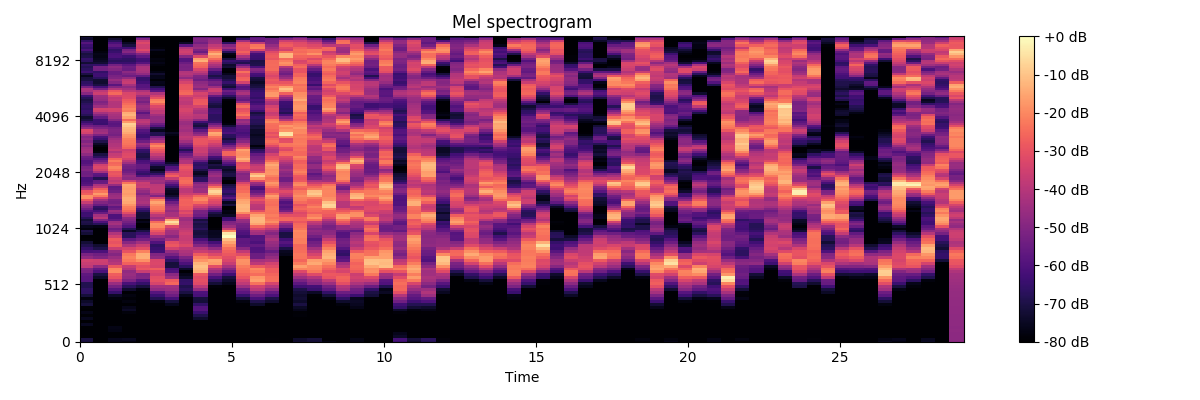 Mel spectrogram
Hz
8192
4096
2048
1024
512
0
0 5 10 15 20 25
Time
+0 dB
-10 dB
-20 dB
-30 dB
-40 dB
-50 dB
-60 dB
-70 dB
-80 dB